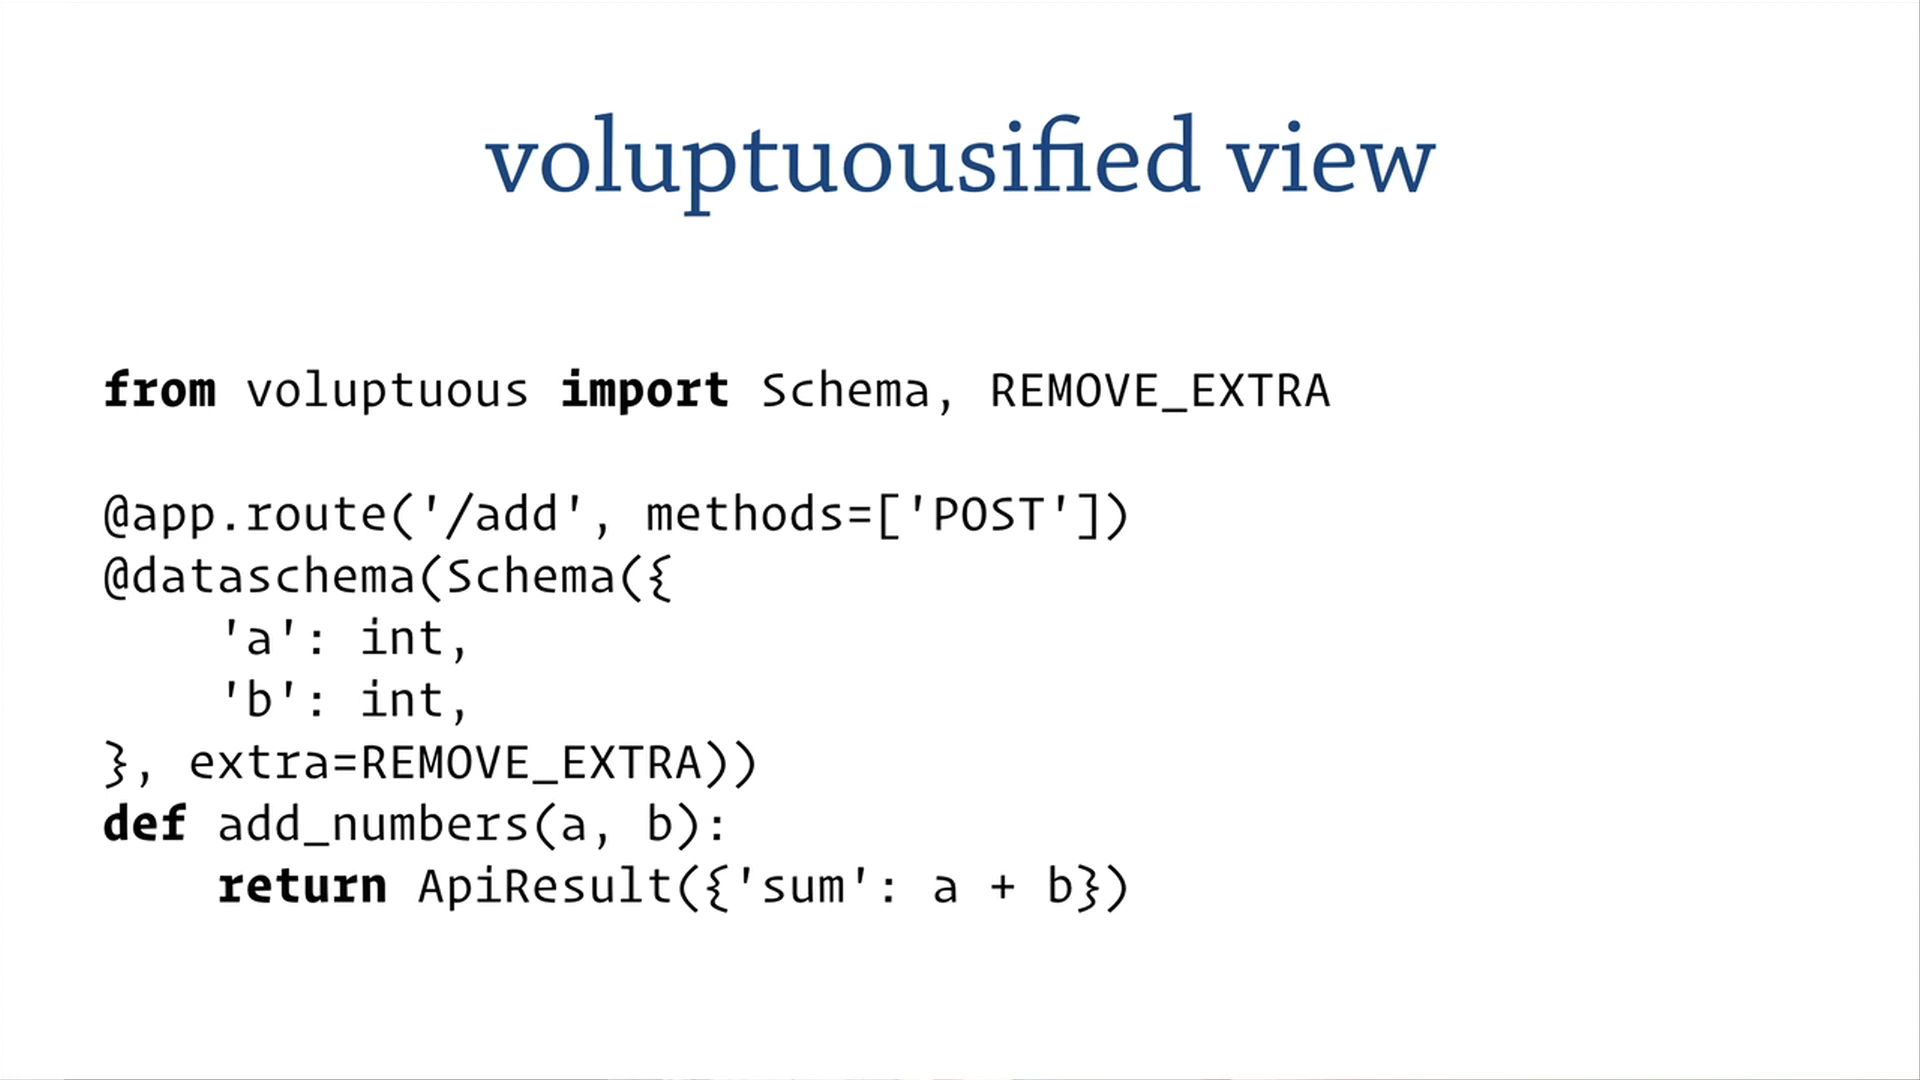 voluptuousified view
from voluptuous import Schema, REMOVE_EXTRA
@app.route('/add', methods=['POST'])
@dataschema(Schema({
    'a': int,
    'b': int,
}, extra=REMOVE_EXTRA))
def add_numbers(a, b):
    return ApiResult({'sum': a + b})